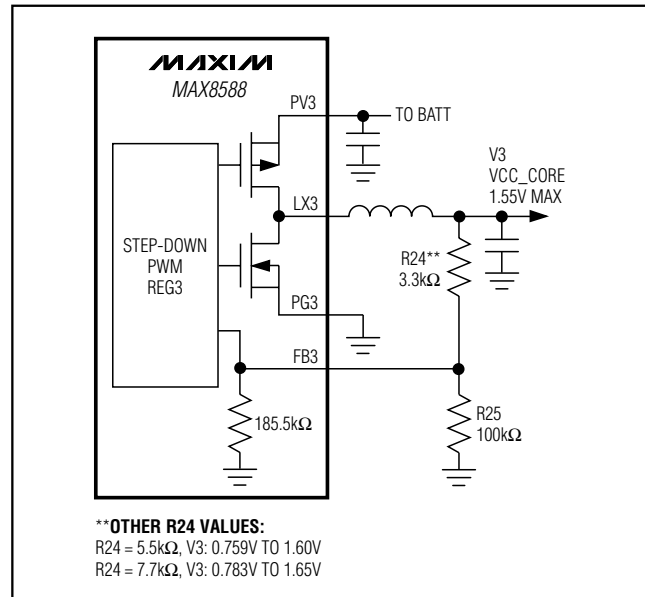 MAXIM
MAX8588
PV3
TO BATT
V3
VCC_CORE
1.55V MAX
LX3
STEP-DOWN
PWM
REG3
R24**
3.3kΩ
PG3
FB3
185.5kΩ
R25
100kΩ
**OTHER R24 VALUES:
R24 = 5.5kΩ, V3: 0.759V TO 1.60V
R24 = 7.7kΩ, V3: 0.783V TO 1.65V